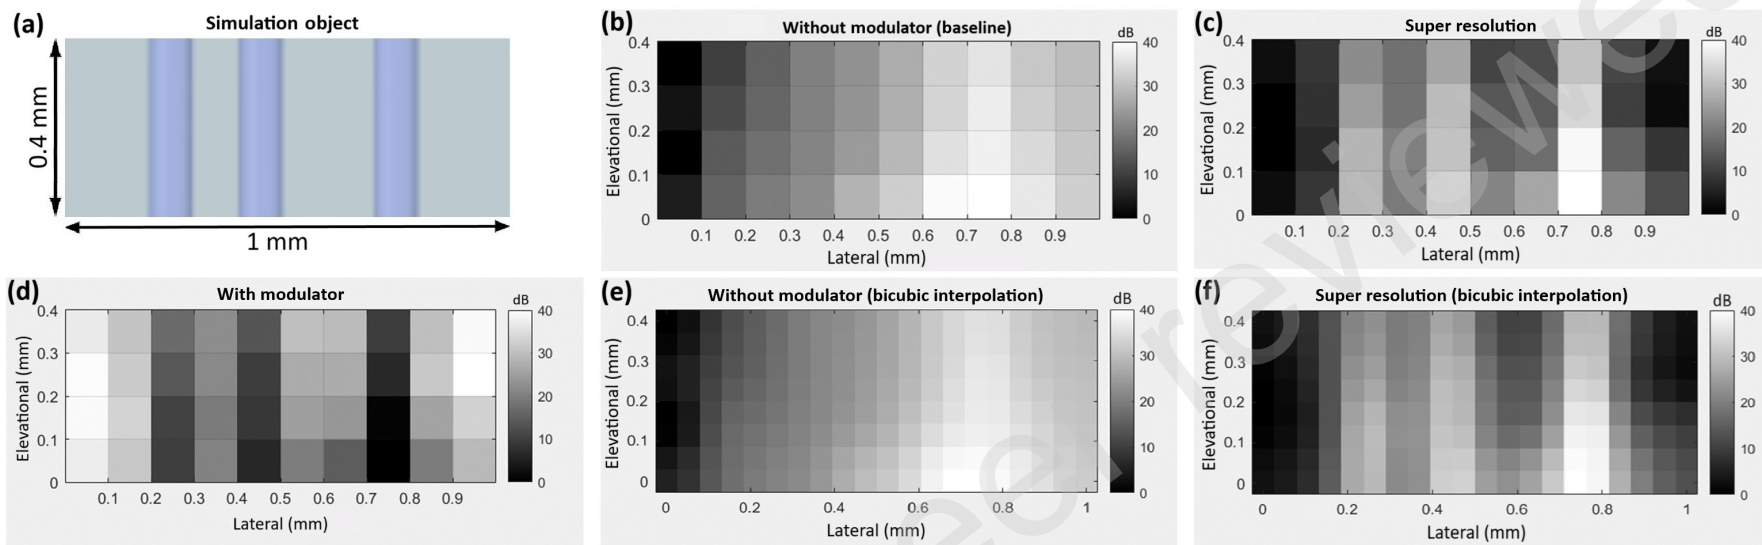 (a)
Simulation object
0.4 mm
1 mm
(b)
Without modulator (baseline)
dB
Elevational (mm)
0.4
0.3
0.2
0.1
0
0.1 0.2 0.3 0.4 0.5 0.6 0.7 0.8 0.9
Lateral (mm)
40
30
20
10
0
(c)
Super resolution
dB
Elevational (mm)
0.4
0.3
0.2
0.1
0
0.1 0.2 0.3 0.4 0.5 0.6 0.7 0.8 0.9
Lateral (mm)
40
30
20
10
0
(d)
With modulator
dB
Elevational (mm)
0.4
0.3
0.2
0.1
0
0.1 0.2 0.3 0.4 0.5 0.6 0.7 0.8 0.9
Lateral (mm)
40
30
20
10
0
(e)
Without modulator (bicubic interpolation)
dB
Elevational (mm)
0.4
0.3
0.2
0.1
0
0 0.2 0.4 0.6 0.8 1
Lateral (mm)
40
30
20
10
0
(f)
Super resolution (bicubic interpolation)
dB
Elevational (mm)
0.4
0.3
0.2
0.1
0
0 0.2 0.4 0.6 0.8 1
Lateral (mm)
40
30
20
10
0